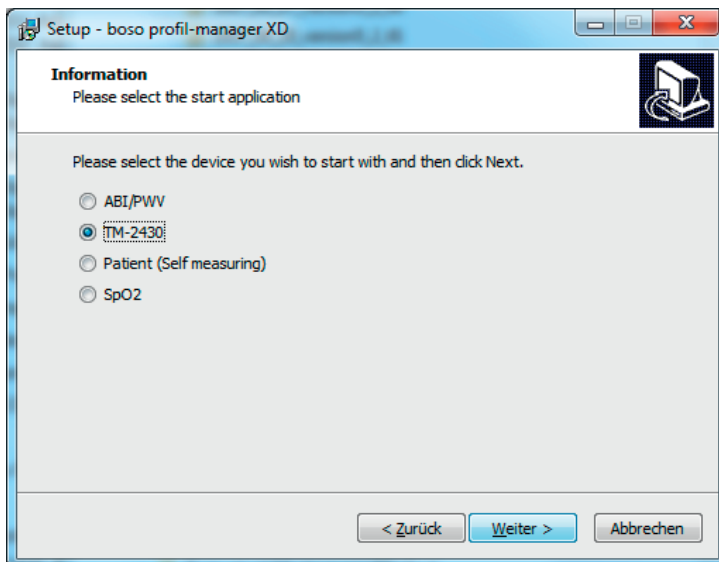 Setup - boso profil-manager XD
Information
Please select the start application
Please select the device you wish to start with and then click Next.
ABI/PWV
TM-2430
Patient (Self measuring)
SpO2
< Zurück
Weiter >
Abbrechen